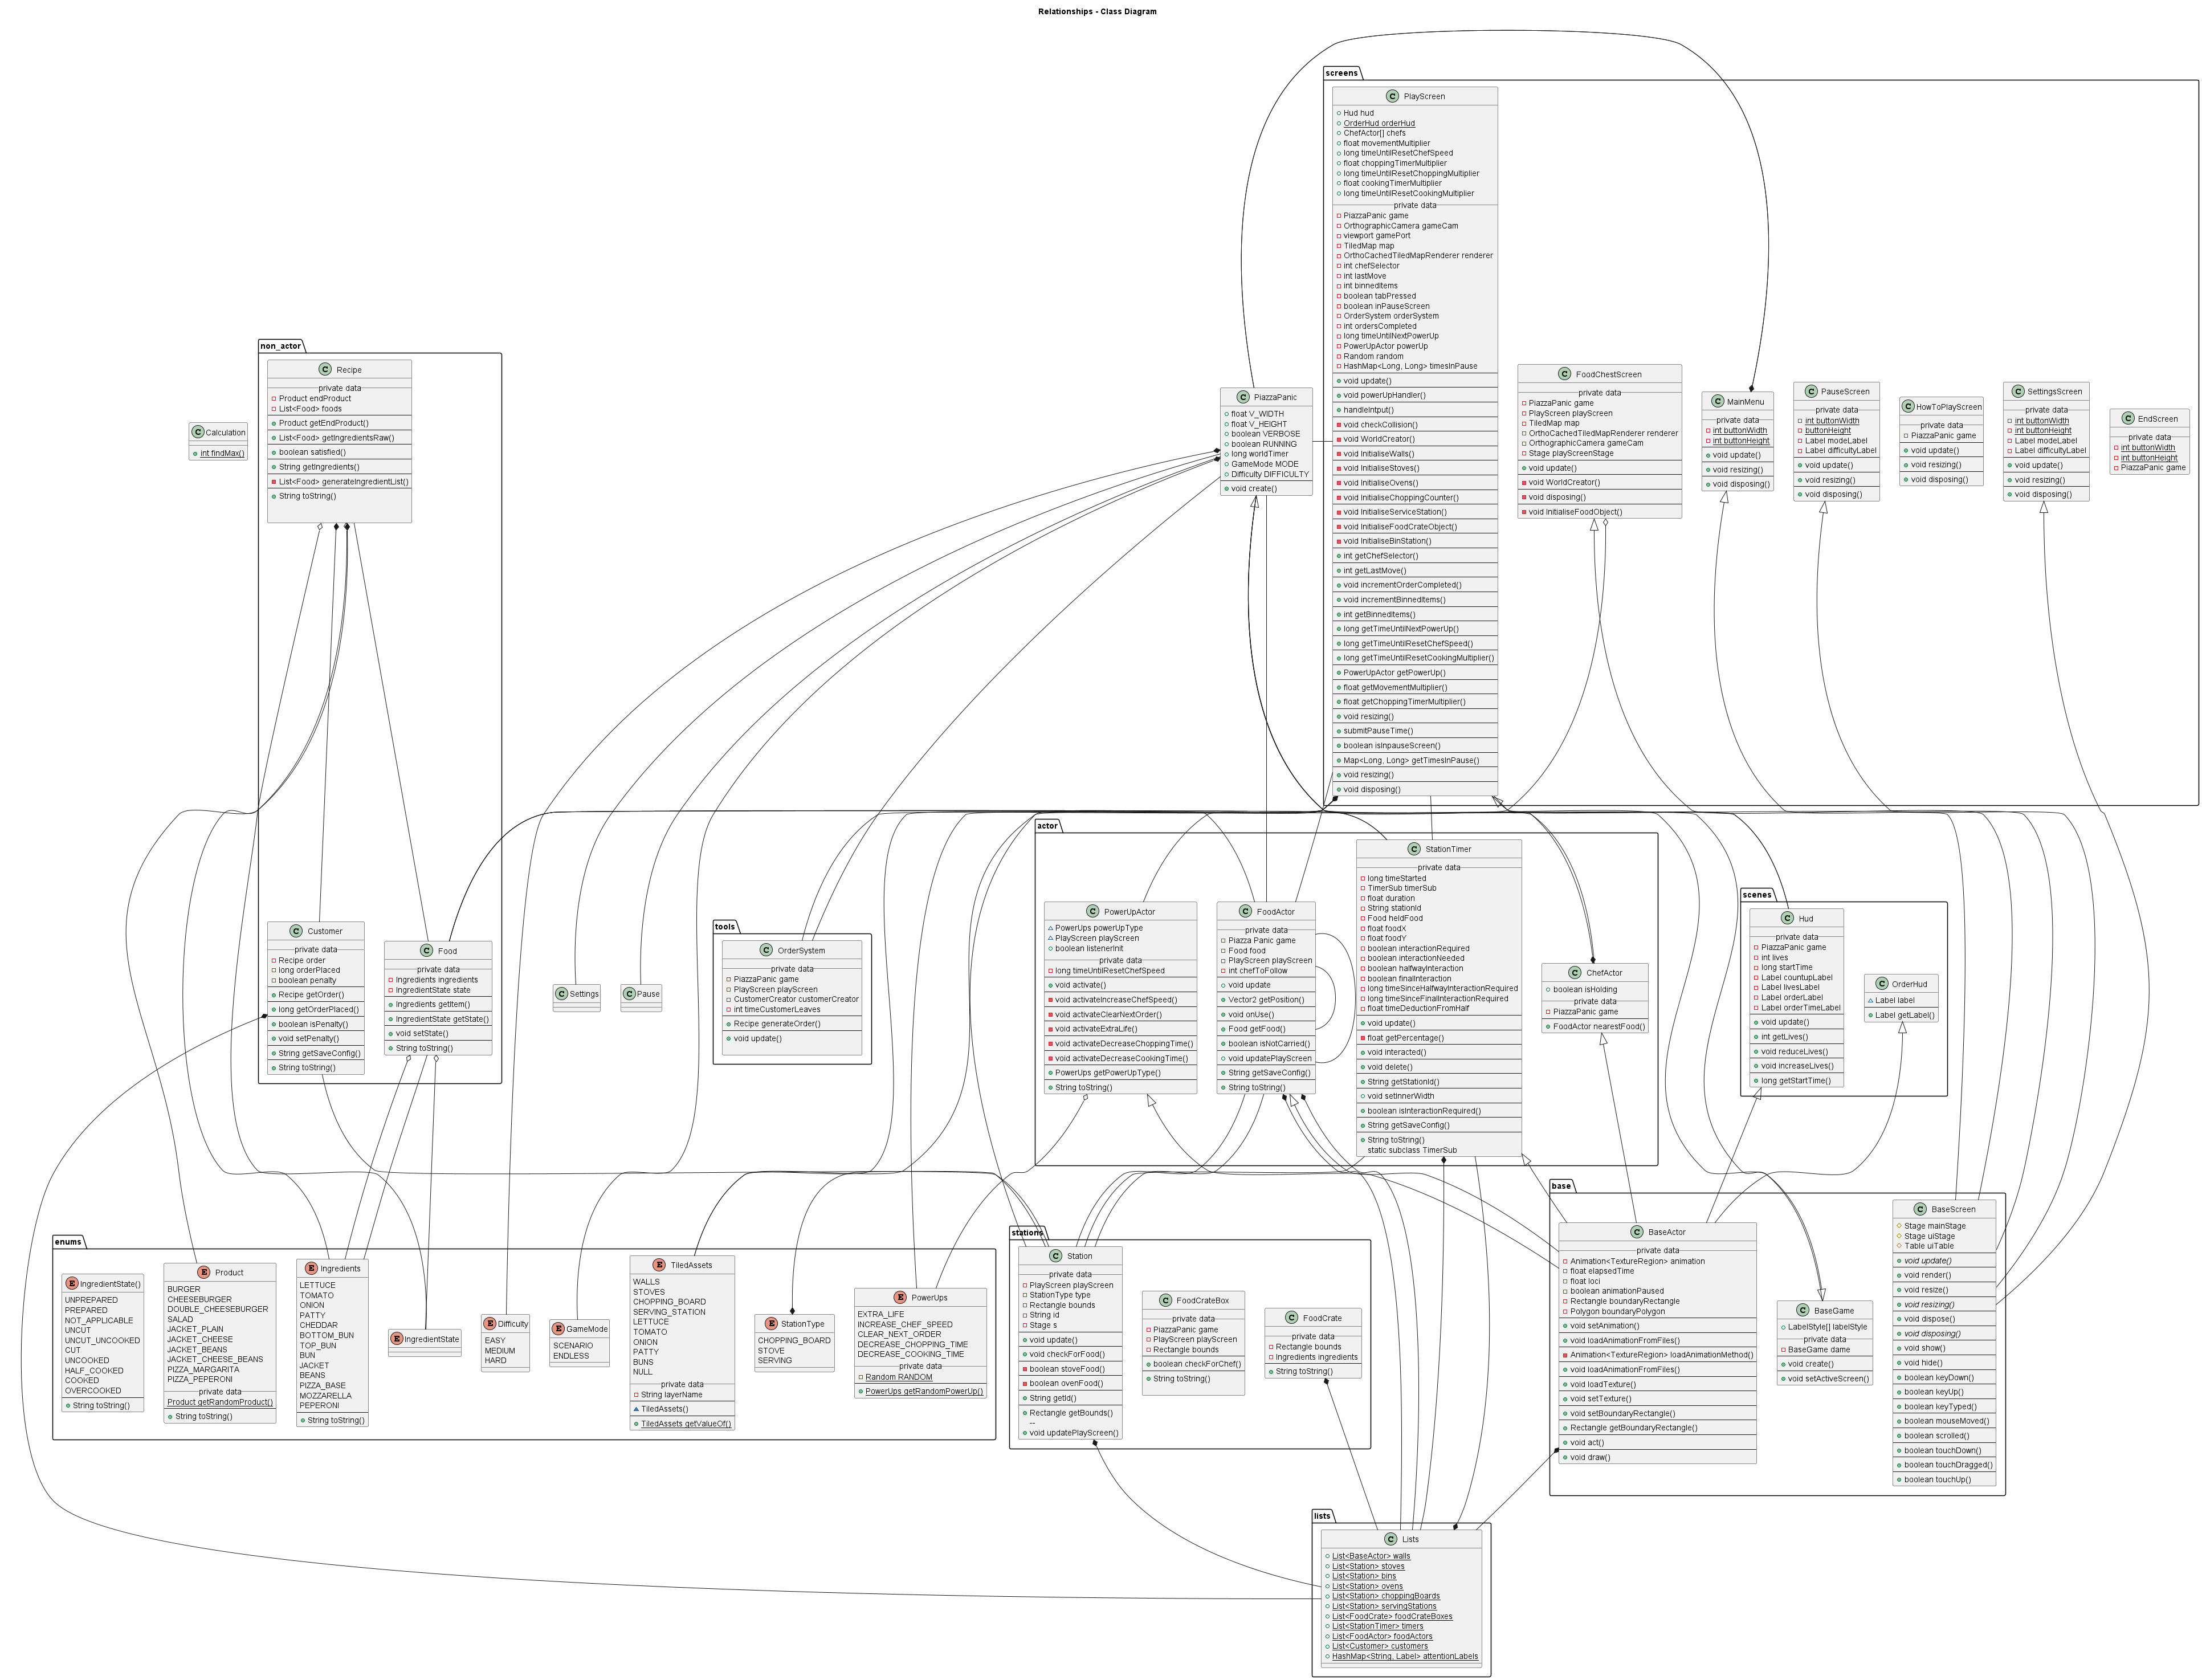 Relationships - Class Diagram
screens
C PlayScreen
Hud hud
OrderHud orderHud
ChefActor[] chefs
float movementMultiplier
long timeUntilResetChefSpeed
float choppingTimerMultiplier
long timeUntilResetChoppingMultiplier
float cookingTimerMultiplier
long timeUntilResetCookingMultiplier
private data
PiazzaPanic game
OrthographicCamera gameCam
viewport gamePort
TiledMap map
OrthoCachedTiledMapRenderer renderer
int chefSelector
int lastMove
int binnedItems
boolean tabPressed
boolean inPauseScreen
OrderSystem orderSystem
int ordersCompleted
long timeUntilNextPowerUp
PowerUpActor powerUp
Random random
HashMap<Long, Long> timesInPause
void update()
void powerUpHandler()
handleIntput()
void checkCollision()
void WorldCreator()
void InitialiseWalls()
void InitialiseStoves()
void InitialiseOvens()
void InitialiseChoppingCounter()
void InitialiseServiceStation()
void InitialiseFoodCrateObject()
void InitialiseBinStation()
int getChefSelector()
int getLastMove()
void incrementOrderCompleted()
void incrementBinnedItems()
int getBinnedItems()
long getTimeUntilNextPowerUp()
long getTimeUntilResetChefSpeed()
long getTimeUntilResetCookingMultiplier()
PowerUpActor getPowerUp()
float getMovementMultiplier()
float getChoppingTimerMultiplier()
void resizing()
submitPauseTime()
boolean isInpauseScreen()
Map<Long, Long> getTimesInPause()
void resizing()
void disposing()
C FoodChestScreen
private data
PiazzaPanic game
PlayScreen playScreen
TiledMap map
OrthoCachedTiledMapRenderer renderer
OrthographicCamera gameCam
Stage playScreenStage
void update()
void WorldCreator()
void disposing()
void InitialiseFoodObject()
C MainMenu
private data
int buttonWidth
int buttonHeight
void update()
void resizing()
void disposing()
C PauseScreen
private data
int buttonWidth
buttonHeight
Label modeLabel
Label difficultyLabel
void update()
void resizing()
void disposing()
C HowToPlayScreen
private data
PiazzaPanic game
void update()
void resizing()
void disposing()
C SettingsScreen
private data
int buttonWidth
int buttonHeight
Label modeLabel
Label difficultyLabel
void update()
void resizing()
void disposing()
C EndScreen
private data
int buttonWidth
int buttonHeight
PiazzaPanic game
C PiazzaPanic
float V_WIDTH
float V_HEIGHT
boolean VERBOSE
boolean RUNNING
long worldTimer
GameMode MODE
Difficulty DIFFICULTY
void create()
C Calculation
int findMax()
non_actor
C Recipe
private data
Product endProduct
List<Food> foods
Product getEndProduct()
List<Food> getIngredientsRaw()
boolean satisfied()
String getIngredients()
List<Food> generateIngredientList()
String toString()
C Customer
private data
Recipe order
long orderPlaced
boolean penalty
Recipe getOrder()
long getOrderPlaced()
boolean isPenalty()
void setPenalty()
String getSaveConfig()
String toString()
C Food
private data
Ingredients ingredients
IngredientState state
Ingredients getItem()
IngredientState getState()
void setState()
String toString()
C Settings
C Pause
tools
C OrderSystem
private data
PiazzaPanic game
PlayScreen playScreen
CustomerCreator customerCreator
int timeCustomerLeaves
Recipe generateOrder()
void update()
actor
C PowerUpActor
PowerUps powerUpType
PlayScreen playScreen
boolean listenerInit
private data
long timeUntilResetChefSpeed
void activate()
void activateIncreaseChefSpeed()
void activateClearNextOrder()
void activateExtraLife()
void activateDecreaseChoppingTime()
void activateDecreaseCookingTime()
PowerUps getPowerUpType()
String toString()
C FoodActor
private data
Piazza Panic game
Food food
PlayScreen playScreen
int chefToFollow
void update
Vector2 getPosition()
void onUse()
Food getFood()
boolean isNotCarried()
void updatePlayScreen
String getSaveConfig()
String toString()
C StationTimer
private data
long timeStarted
TimerSub timerSub
float duration
String stationId
Food heldFood
float foodX
float foodY
boolean interactionRequired
boolean interactionNeeded
boolean halfwayInteraction
boolean finalInteraction
long timeSinceHalfwayInteractionRequired
long timeSinceFinalInteractionRequired
float timeDeductionFromHalf
void update()
float getPercentage()
void interacted()
void delete()
String getStationId()
void setInnerWidth
boolean isInteractionRequired()
String getSaveConfig()
String toString()
static subclass TimerSub
C ChefActor
boolean isHolding
private data
PiazzaPanic game
FoodActor nearestFood()
scenes
C Hud
private data
PiazzaPanic game
int lives
long startTime
Label countupLabel
Label livesLabel
Label orderLabel
Label orderTimeLabel
void update()
int getLives()
void reduceLives()
void increaseLives()
long getStartTime()
C OrderHud
Label label
Label getLabel()
enums
E IngredientState()
UNPREPARED
PREPARED
NOT_APPLICABLE
UNCUT
UNCUT_UNCOOKED
CUT
UNCOOKED
HALF_COOKED
COOKED
OVERCOOKED
String toString()
E Product
BURGER
CHEESEBURGER
DOUBLE_CHEESEBURGER
SALAD
JACKET_PLAIN
JACKET_CHEESE
JACKET_BEANS
JACKET_CHEESE_BEANS
PIZZA_MARGARITA
PIZZA_PEPERONI
private data
Product getRandomProduct()
String toString()
E Ingredients
LETTUCE
TOMATO
ONION
PATTY
CHEDDAR
BOTTOM_BUN
TOP_BUN
BUN
JACKET
BEANS
PIZZA_BASE
MOZZARELLA
PEPERONI
String toString()
E IngredientState
E Difficulty
EASY
MEDIUM
HARD
E GameMode
SCENARIO
ENDLESS
E TiledAssets
WALLS
STOVES
CHOPPING_BOARD
SERVING_STATION
LETTUCE
TOMATO
ONION
PATTY
BUNS
NULL
private data
String layerName
TiledAssets()
TiledAssets getValueOf()
E StationType
CHOPPING_BOARD
STOVE
SERVING
E PowerUps
EXTRA_LIFE
INCREASE_CHEF_SPEED
CLEAR_NEXT_ORDER
DECREASE_CHOPPING_TIME
DECREASE_COOKING_TIME
private data
Random RANDOM
PowerUps getRandomPowerUp()
stations
C Station
private data
PlayScreen playScreen
StationType type
Rectangle bounds
String id
Stage s
void update()
void checkForFood()
boolean stoveFood()
boolean ovenFood()
String getId()
Rectangle getBounds()
--
void updatePlayScreen()
C FoodCrateBox
private data
PiazzaPanic game
PlayScreen playScreen
Rectangle bounds
boolean checkForChef()
String toString()
C FoodCrate
private data
Rectangle bounds
Ingredients ingredients
String toString()
base
C BaseActor
private data
Animation<TextureRegion> animation
float elapsedTime
float loci
boolean animationPaused
Rectangle boundaryRectangle
Polygon boundaryPolygon
void setAnimation()
void loadAnimationFromFiles()
Animation<TextureRegion> loadAnimationMethod()
void loadAnimationFromFiles()
void loadTexture()
void setTexture()
void setBoundaryRectangle()
Rectangle getBoundaryRectangle()
void act()
void draw()
C BaseGame
LabelStyle[] labelStyle
private data
BaseGame dame
void create()
void setActiveScreen()
C BaseScreen
Stage mainStage
Stage uiStage
Table uiTable
void update()
void render()
void resize()
void resizing()
void dispose()
void disposing()
void show()
void hide()
boolean keyDown()
boolean keyUp()
boolean keyTyped()
boolean mouseMoved()
boolean scrolled()
boolean touchDown()
boolean touchDragged()
boolean touchUp()
lists
C Lists
List<BaseActor> walls
List<Station> stoves
List<Station> bins
List<Station> ovens
List<Station> choppingBoards
List<Station> servingStations
List<FoodCrate> foodCrateBoxes
List<StationTimer> timers
List<FoodActor> foodActors
List<Customer> customers
HashMap<String, Label> attentionLabels